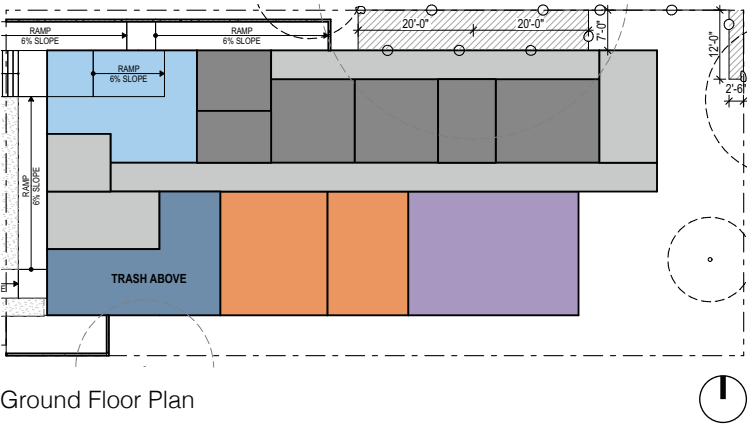 RAMP
6% SLOPE
RAMP
6% SLOPE
20'-0"
20'-0"
7'-0"
12'-0"
2'-6"
RAMP
6% SLOPE
RAMP
6% SLOPE
TRASH ABOVE
Ground Floor Plan